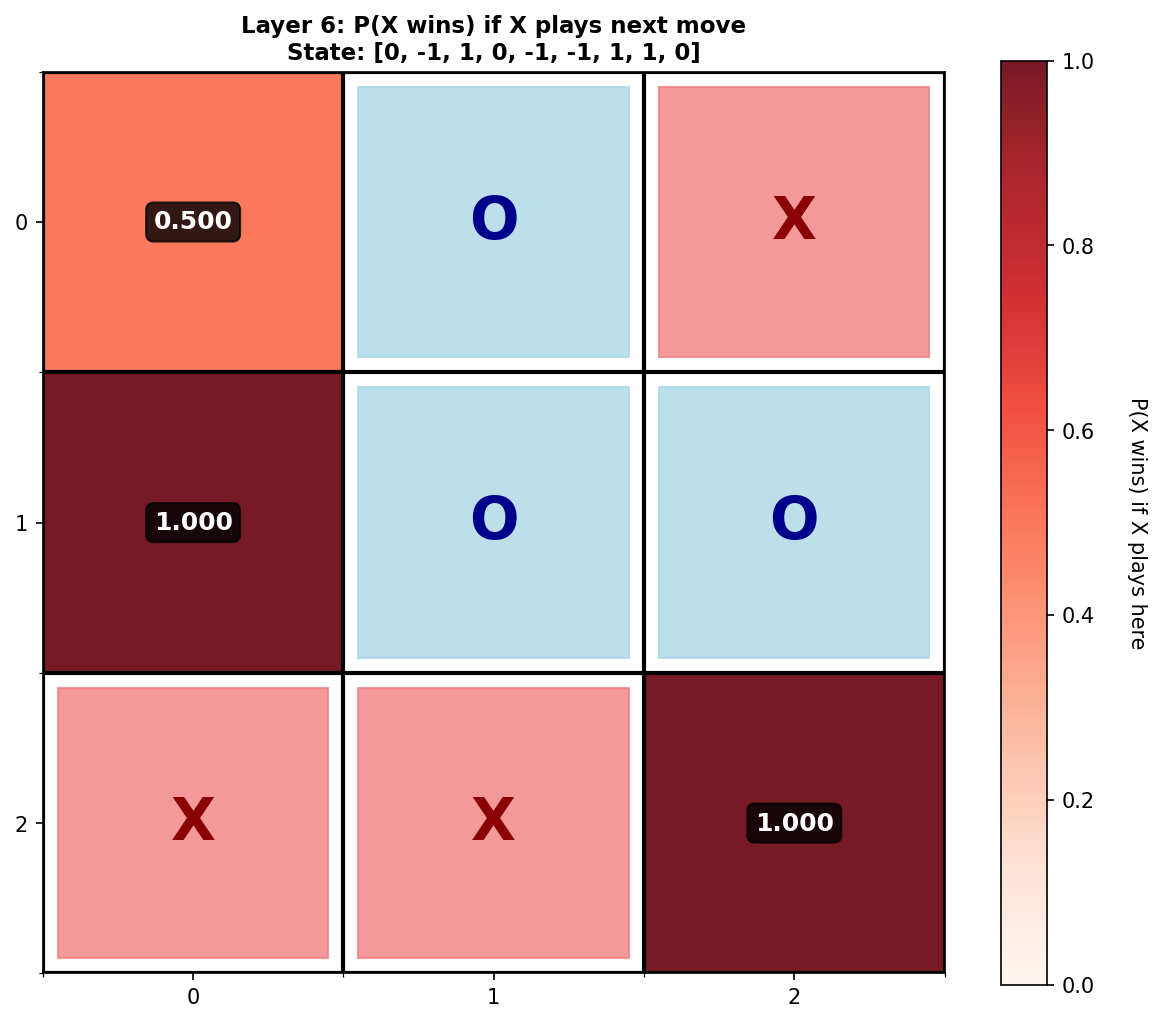 Layer 6: P(X wins) if X plays next move
State: [0, -1, 1, 0, -1, -1, 1, 1, 0]
0
0.500
O
X
1
1.000
O
O
2
X
X
1.000
0
1
2
1.0
0.8
0.6
0.4
0.2
0.0
P(X wins) if X plays here